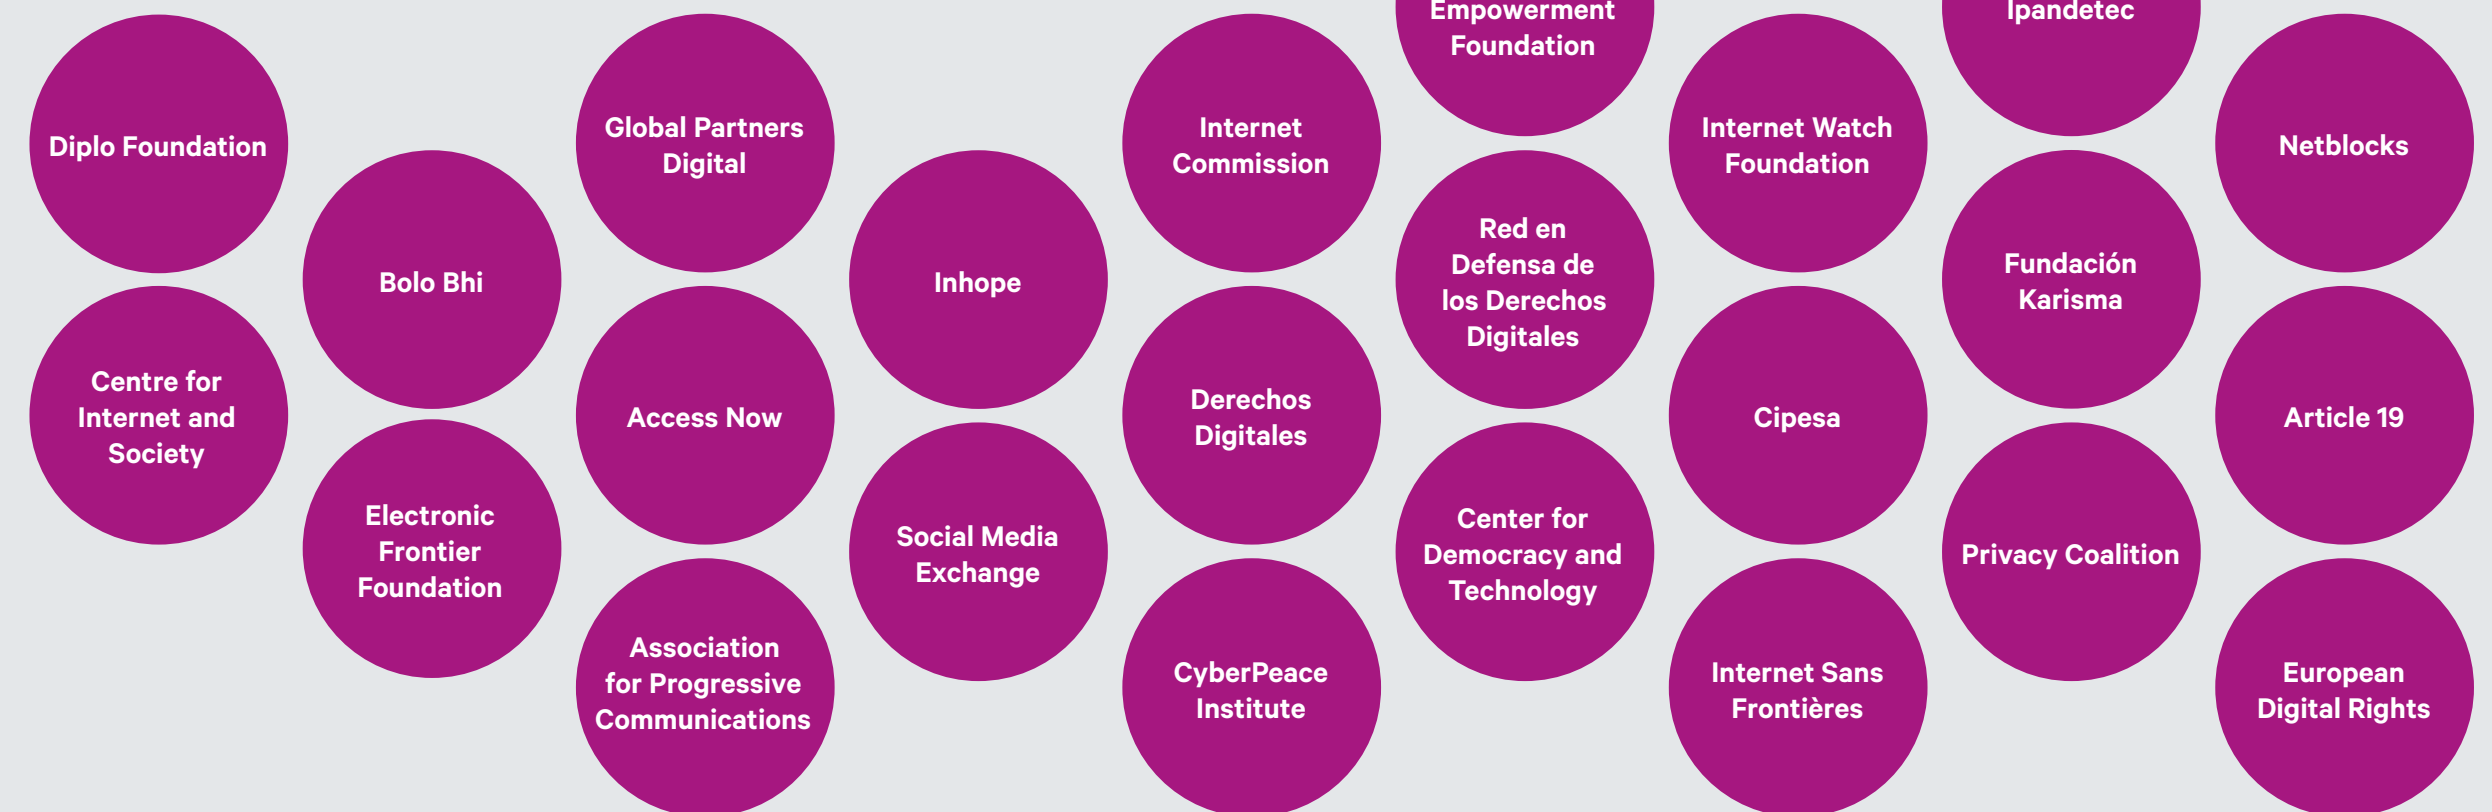 Empowerment
Foundation
Ipandetec
Diplo Foundation
Global Partners
Digital
Internet
Commission
Internet Watch
Foundation
Netblocks
Bolo Bhi
Inhope
Red en
Defensa de
los Derechos
Digitales
Fundación
Karisma
Centre for
Internet and
Society
Access Now
Derechos
Digitales
Cipesa
Article 19
Electronic
Frontier
Foundation
Social Media
Exchange
Center for
Democracy and
Technology
Privacy Coalition
Association
for Progressive
Communications
CyberPeace
Institute
Internet Sans
Frontières
European
Digital Rights